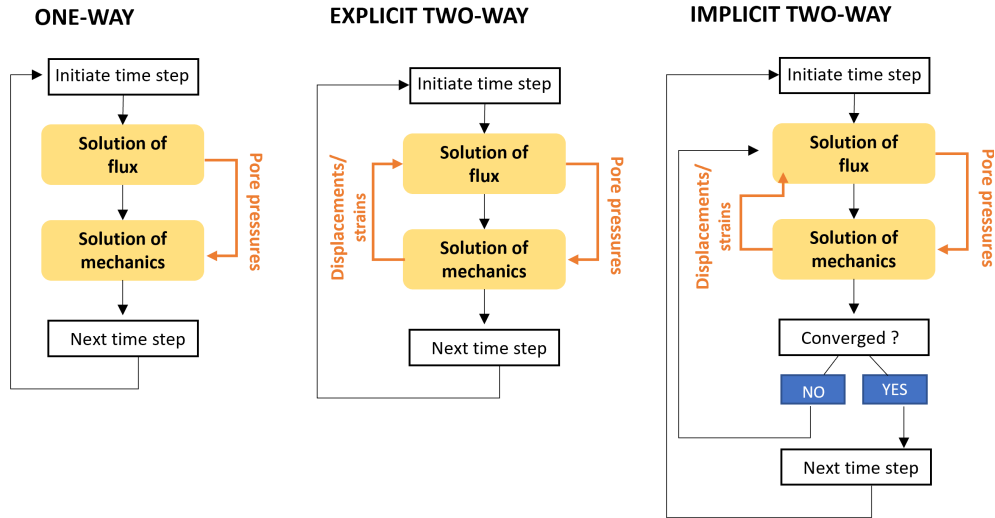 ONE-WAY
Initiate time step
Solution of
flux
Pore pressures
Solution of
mechanics
Next time step
EXPLICIT TWO-WAY
Initiate time step
Solution of
flux
Displacements/
strains
Pore pressures
Solution of
mechanics
Next time step
IMPLICIT TWO-WAY
Initiate time step
Solution of
flux
Displacements/
strains
Pore pressures
Solution of
mechanics
Converged ?
NO
YES
Next time step